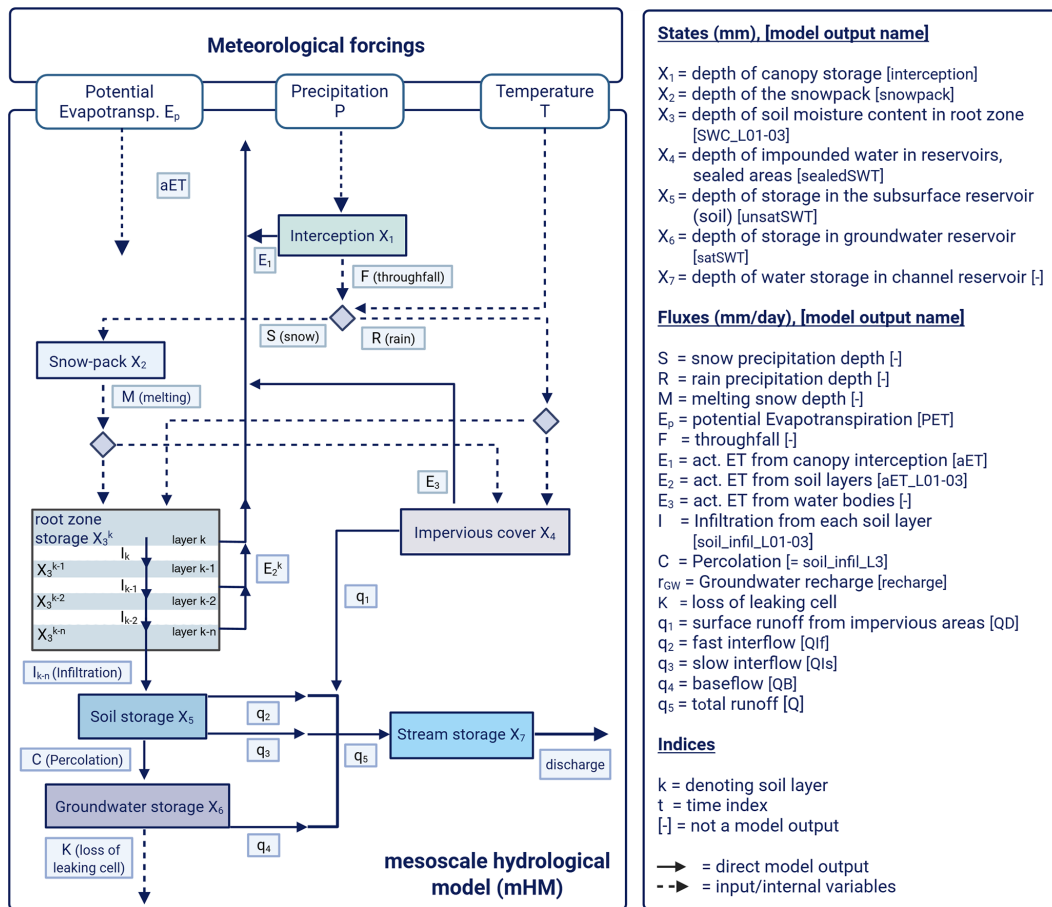 Meteorological forcings
Potential
Evapotransp. Eₚ
Precipitation
P
Temperature
T
aET
Interception X₁
E₁
F (throughfall)
S (snow)
R (rain)
Snow-pack X₂
M (melting)
E₃
root zone
storage X₃ᵏ
layer k
Iₖ
X₃ᵏ⁻¹
layer k-1
Iₖ₋₁
X₃ᵏ⁻²
layer k-2
Iₖ₋₂
X₃ᵏ⁻ⁿ
layer k-n
E₂ᵏ
Impervious cover X₄
q₁
Iₖ₋ₙ (Infiltration)
Soil storage X₅
q₂
q₃
q₅
Stream storage X₇
discharge
C (Percolation)
Groundwater storage X₆
q₄
K (loss of
leaking cell)
mesoscale hydrological
model (mHM)
States (mm), [model output name]
X₁ = depth of canopy storage [interception]
X₂ = depth of the snowpack [snowpack]
X₃ = depth of soil moisture content in root zone
[SWC_L01-03]
X₄ = depth of impounded water in reservoirs,
sealed areas [sealedSWT]
X₅ = depth of storage in the subsurface reservoir
(soil) [unsatSWT]
X₆ = depth of storage in groundwater reservoir
[satSWT]
X₇ = depth of water storage in channel reservoir [-]
Fluxes (mm/day), [model output name]
S = snow precipitation depth [-]
R = rain precipitation depth [-]
M = melting snow depth [-]
Eₚ = potential Evapotranspiration [PET]
F = throughfall [-]
E₁ = act. ET from canopy interception [aET]
E₂ = act. ET from soil layers [aET_L01-03]
E₃ = act. ET from water bodies [-]
I = Infiltration from each soil layer
[soil_infil_L01-03]
C = Percolation [= soil_infil_L3]
r_GW = Groundwater recharge [recharge]
K = loss of leaking cell
q₁ = surface runoff from impervious areas [QD]
q₂ = fast interflow [QIf]
q₃ = slow interflow [QIs]
q₄ = baseflow [QB]
q₅ = total runoff [Q]
Indices
k = denoting soil layer
t = time index
[-] = not a model output
= direct model output
= input/internal variables